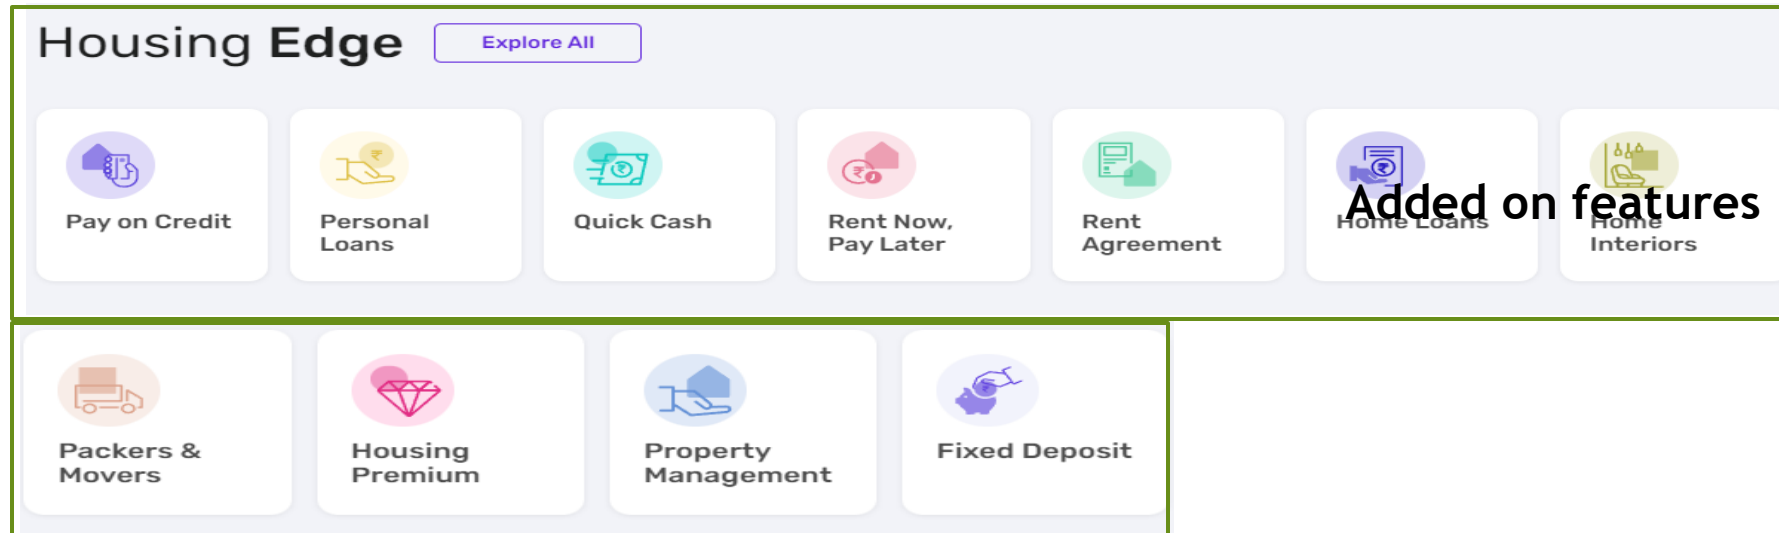 Housing Edge
Explore All
Pay on Credit
Personal
Loans
Quick Cash
Rent Now,
Pay Later
Rent
Agreement
Home Loans
Home
Interiors
Added on features
Packers &
Movers
Housing
Premium
Property
Management
Fixed Deposit